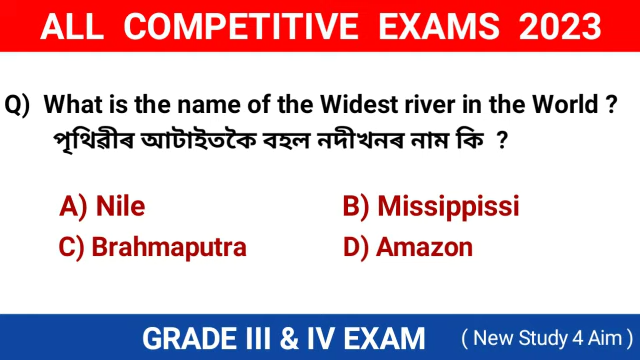 ALL COMPETITIVE EXAMS 2023
Q) What is the name of the Widest river in the World ?
পৃথিৱীৰ আটাইতকৈ বহল নদীখনৰ নাম কি ?
A) Nile B) Mississippi
C) Brahmaputra D) Amazon
GRADE III & IV EXAM ( New Study 4 Aim )